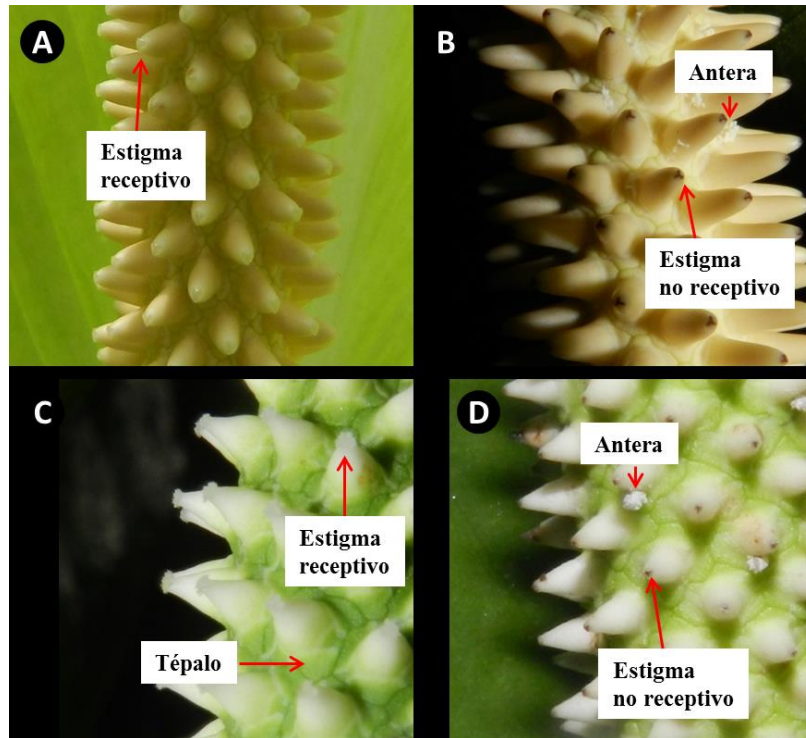 A
Estigma
receptivo
B
Antera
Estigma
no receptivo
C
Estigma
receptivo
Tépalo
D
Antera
Estigma
no receptivo